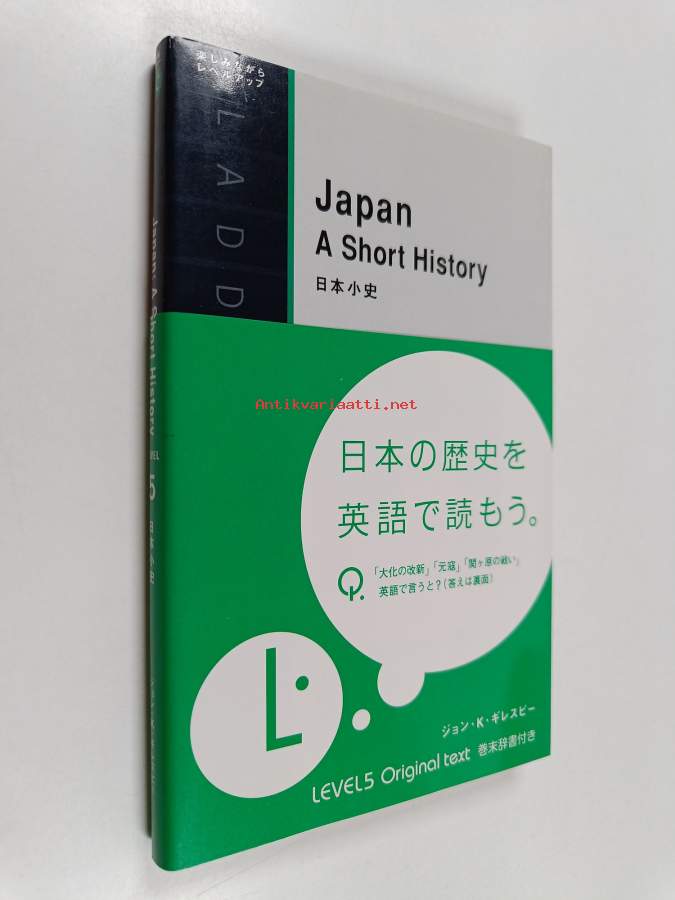 楽しみながら
レベルアップ
LADD
Japan
A Short History
日本小史
Antikvariaatti.net
日本の歴史を
英語で読もう。
Q.
「大化の改新」「元寇」「関ヶ原の戦い」
英語で言うと?(答えは裏面)
L
ジョン・K・ギレスピー
LEVEL5 Original text 巻末辞書付き
Japan: A Short History
LEVEL
5
日本小史